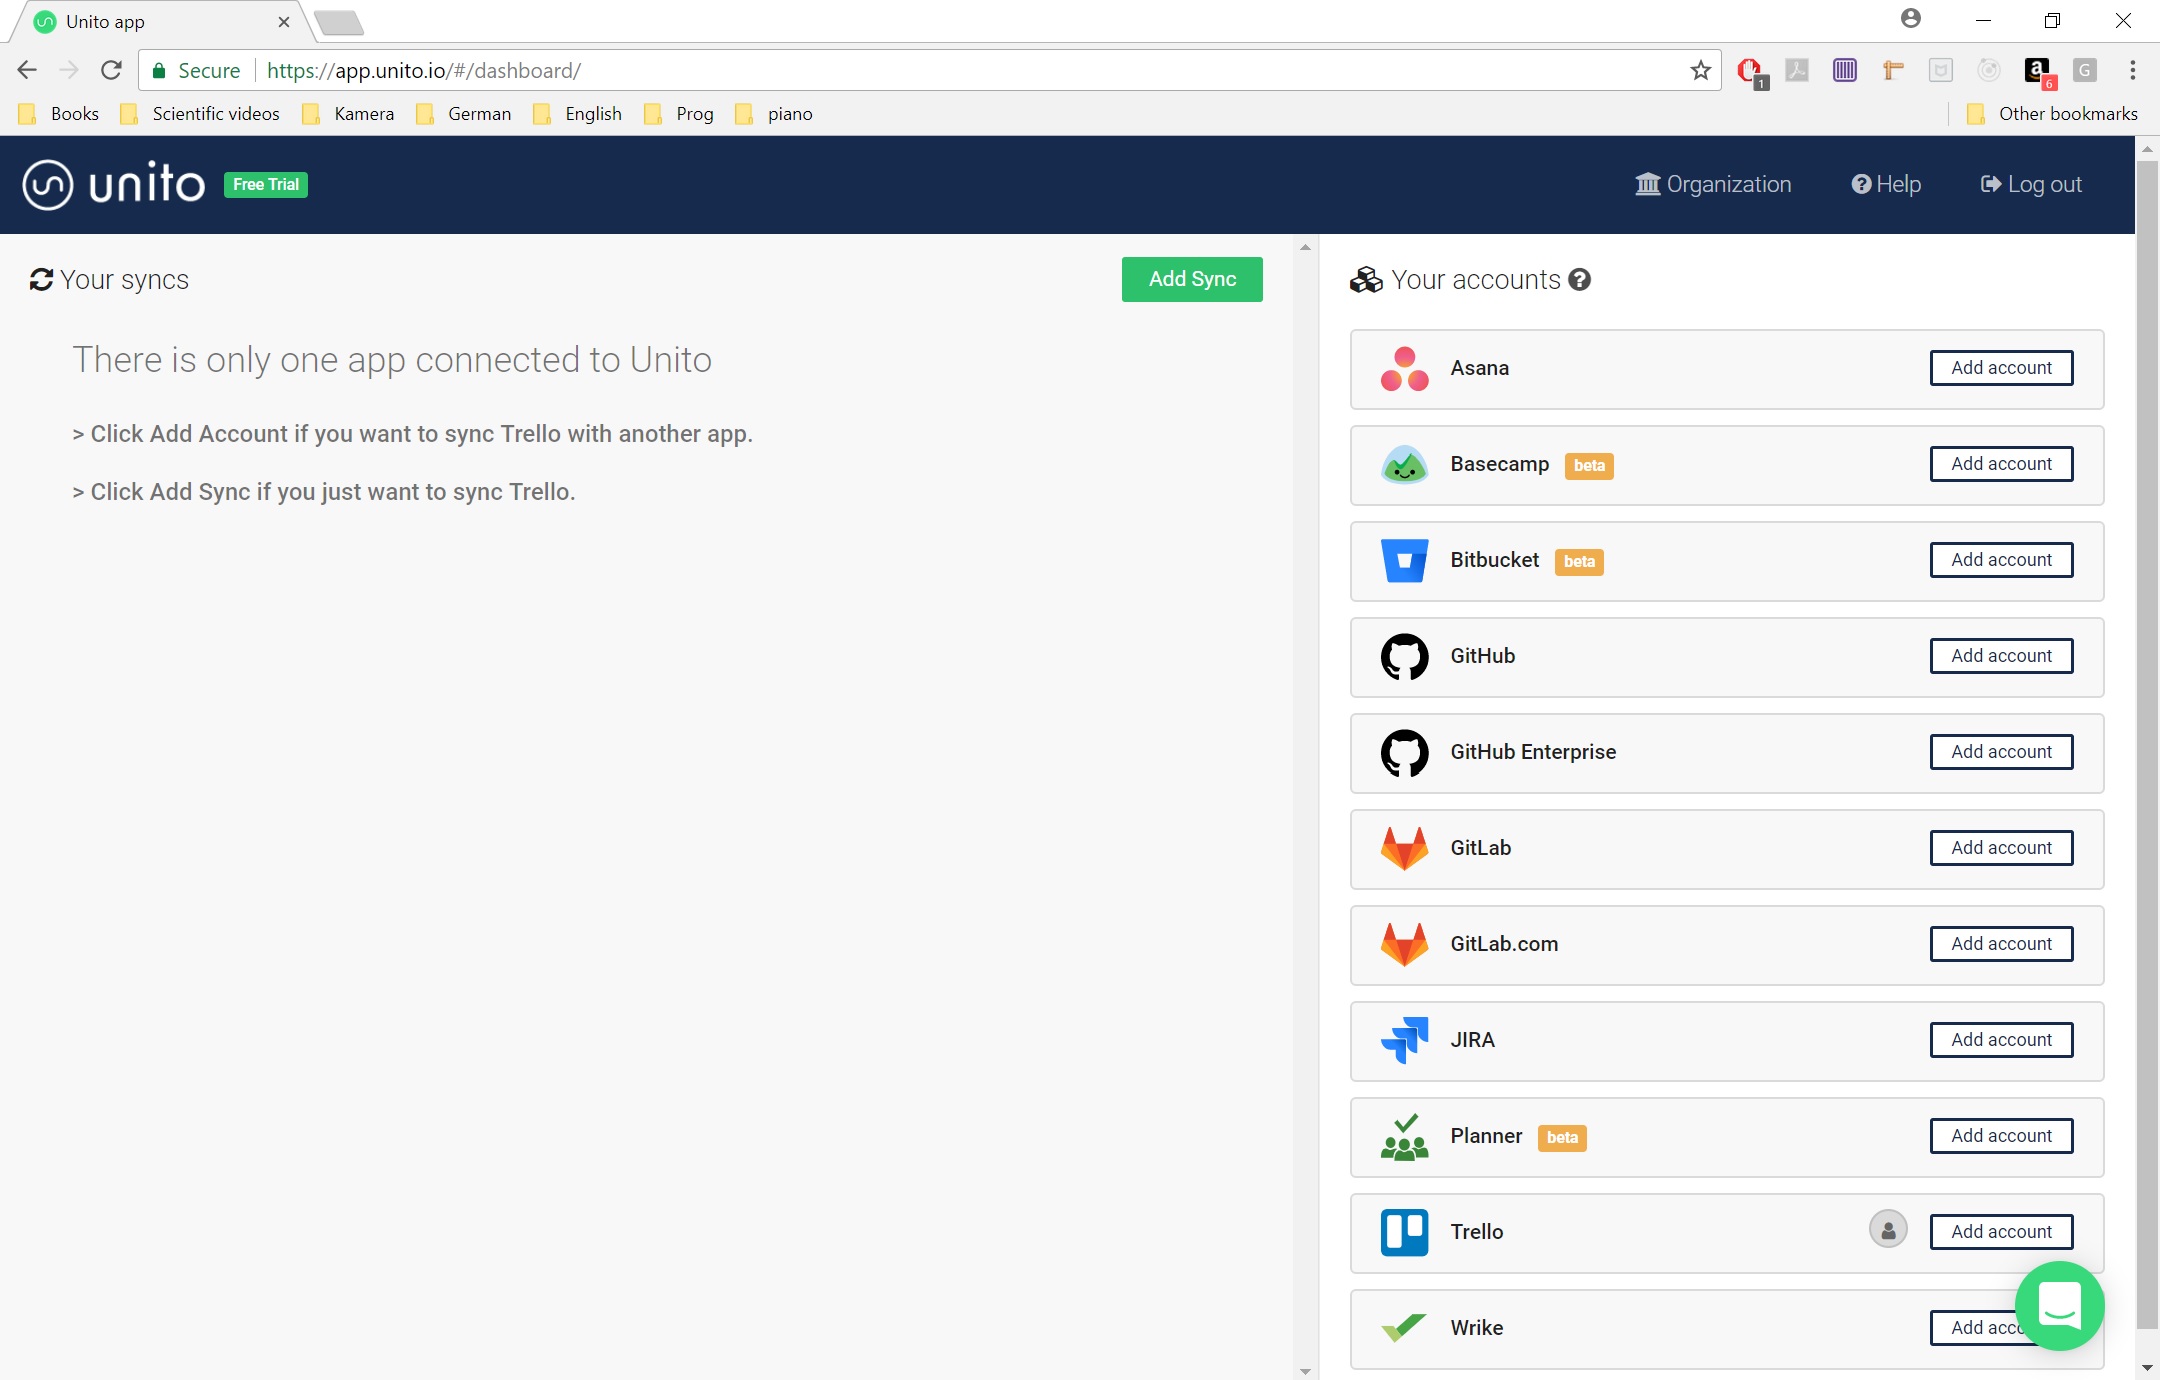 Unito app
Secure https://app.unito.io/#/dashboard/
1
6
G
Books Scientific videos Kamera German English Prog piano Other bookmarks
unito Free Trial Organization Help Log out
Your syncs Add Sync
There is only one app connected to Unito
> Click Add Account if you want to sync Trello with another app.
> Click Add Sync if you just want to sync Trello.
Your accounts
Asana Add account
Basecamp beta Add account
Bitbucket beta Add account
GitHub Add account
GitHub Enterprise Add account
GitLab Add account
GitLab.com Add account
JIRA Add account
Planner beta Add account
Trello Add account
Wrike Add